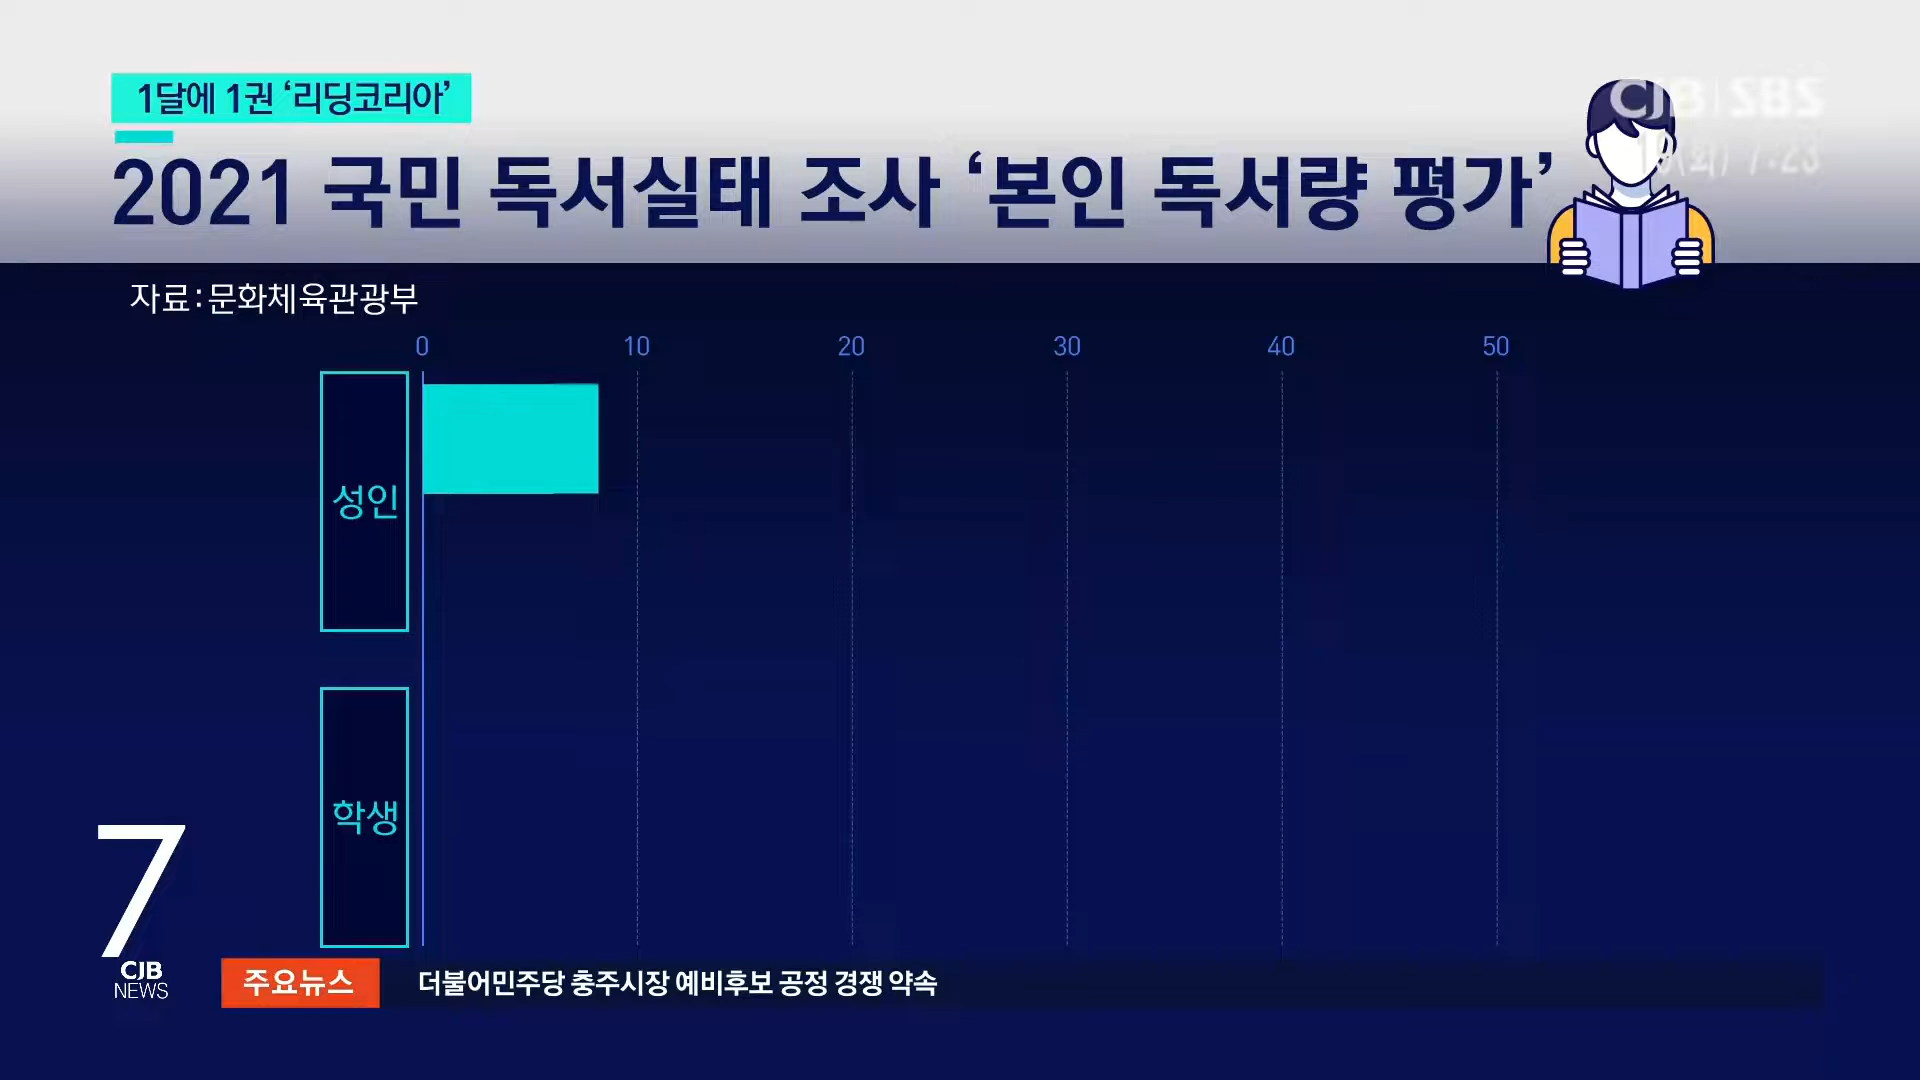 1달에 1권 ‘리딩코리아’
CJB SBS
(화) 7:23
2021 국민 독서실태 조사 ‘본인 독서량 평가’
자료:문화체육관광부
0 10 20 30 40 50
성인
학생
7
CJB
NEWS
주요뉴스 더불어민주당 충주시장 예비후보 공정 경쟁 약속